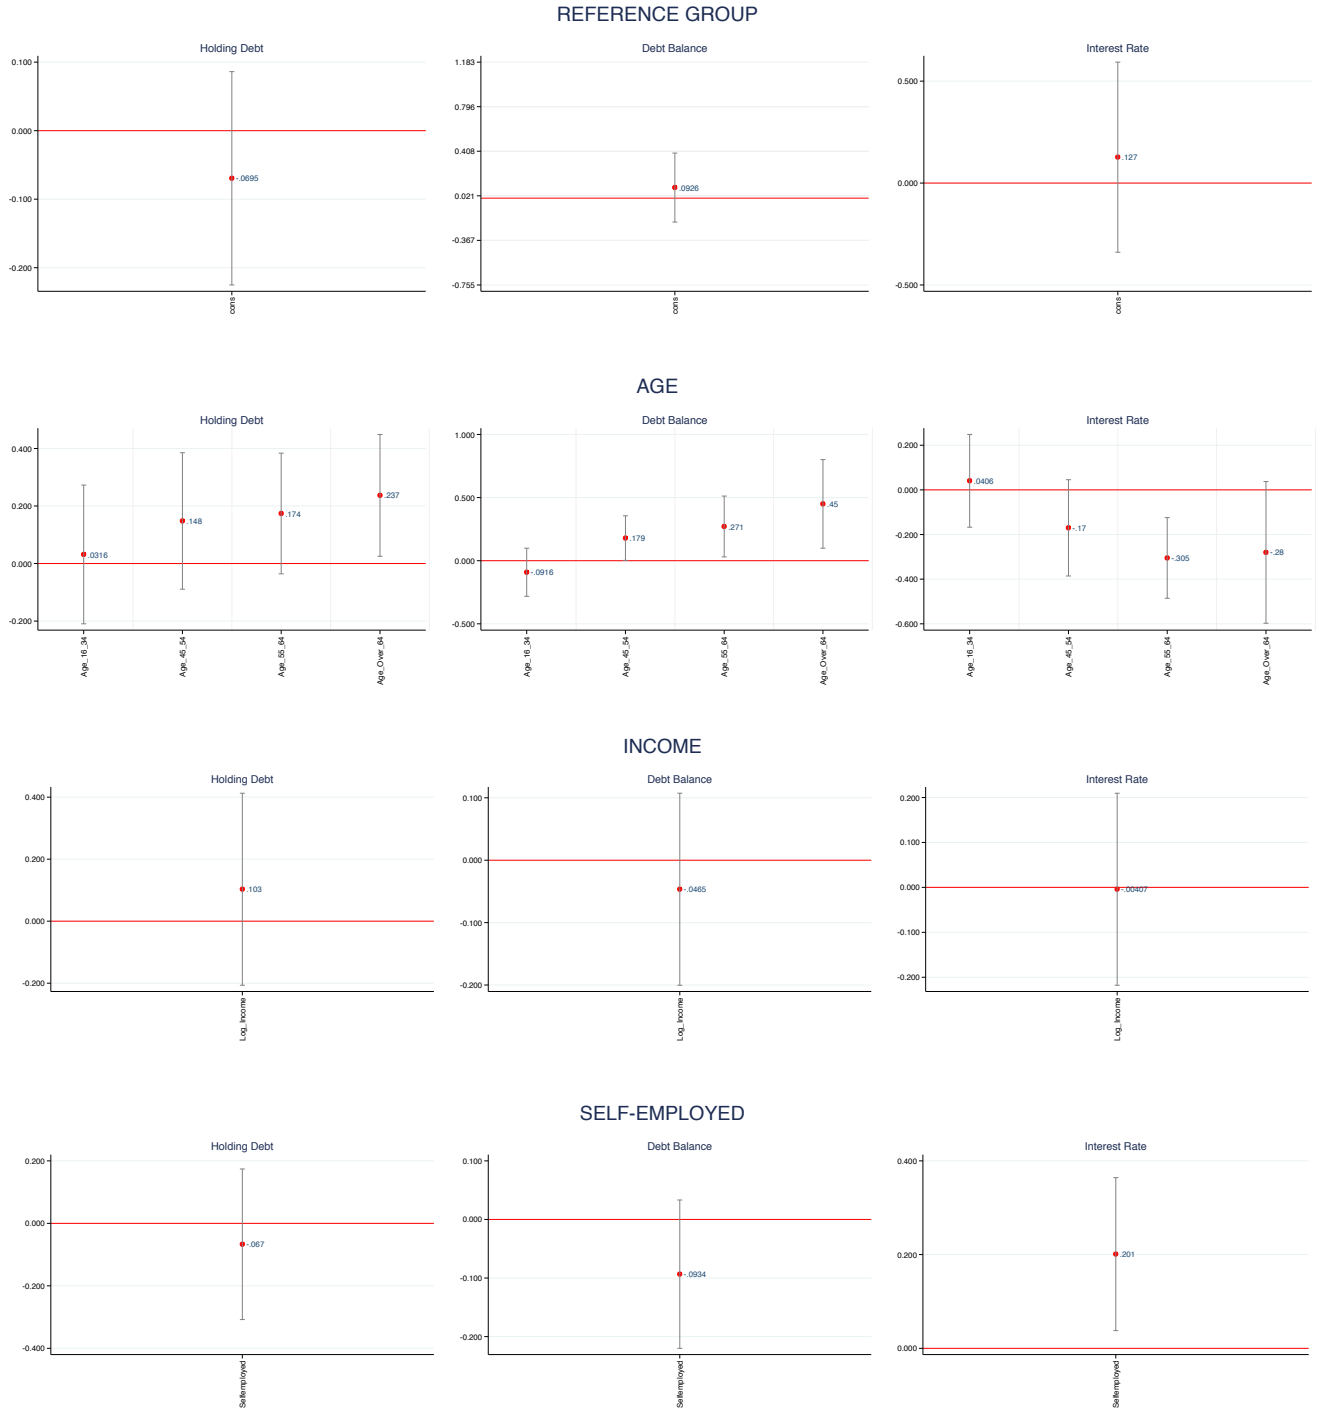 REFERENCE GROUP
Holding Debt
0.100
0.000
-0.100
-0.200
-.0695
cons
Debt Balance
1.183
0.796
0.408
0.021
-0.367
-0.755
.0926
cons
Interest Rate
0.500
0.000
-0.500
.127
cons
AGE
Holding Debt
0.400
0.200
0.000
-0.200
.0316
.148
.174
.237
Age_16_34
Age_45_54
Age_55_64
Age_Over_64
Debt Balance
1.000
0.500
0.000
-0.500
-.0916
.179
.271
.45
Age_16_34
Age_45_54
Age_55_64
Age_Over_64
Interest Rate
0.200
0.000
-0.200
-0.400
-0.600
.0406
-.17
-.305
-.28
Age_16_34
Age_45_54
Age_55_64
Age_Over_64
INCOME
Holding Debt
0.400
0.200
0.000
-0.200
.103
Log_Income
Debt Balance
0.100
0.000
-0.100
-0.200
-.0465
Log_Income
Interest Rate
0.200
0.100
0.000
-0.100
-0.200
-.00407
Log_Income
SELF-EMPLOYED
Holding Debt
0.200
0.000
-0.200
-0.400
-.067
Selfemployed
Debt Balance
0.100
0.000
-0.100
-0.200
-.0934
Selfemployed
Interest Rate
0.400
0.200
0.000
.201
Selfemployed